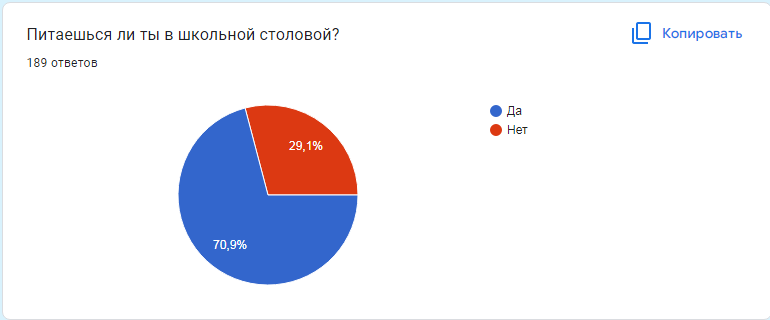 Питаешься ли ты в школьной столовой?
Копировать
189 ответов
Да
Нет
29,1%
70,9%